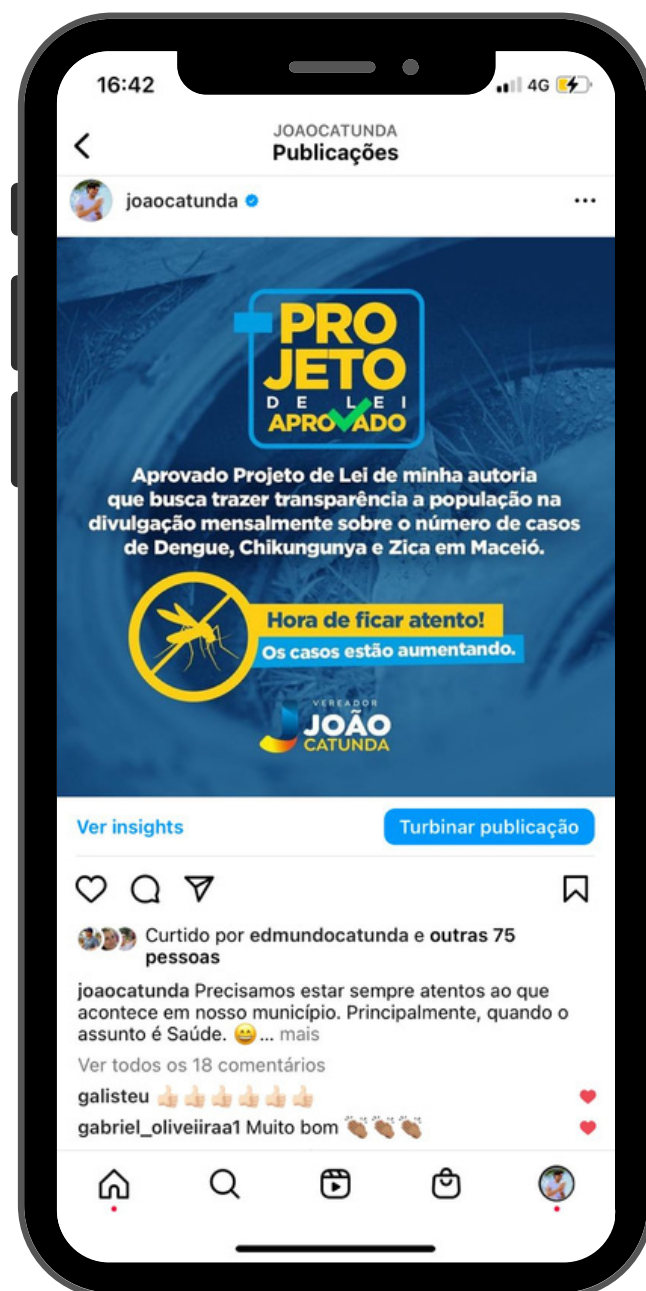 16:42
4G
JOAOCATUNDA
Publicações
joaocatunda
PRO
JETO
DE LEI
APROVADO
Aprovado Projeto de Lei de minha autoria
que busca trazer transparência a população na
divulgação mensalmente sobre o número de casos
de Dengue, Chikungunya e Zica em Maceió.
Hora de ficar atento!
Os casos estão aumentando.
VEREADOR
JOÃO
CATUNDA
Ver insights
Turbinar publicação
Curtido por edmundocatunda e outras 75
pessoas
joaocatunda Precisamos estar sempre atentos ao que
acontece em nosso município. Principalmente, quando o
assunto é Saúde. 😄... mais
Ver todos os 18 comentários
galisteu 👍🏻👍🏻👍🏻👍🏻👍🏻👍🏻
gabriel_oliveiiraa1 Muito bom 👏🏽👏🏽👏🏽